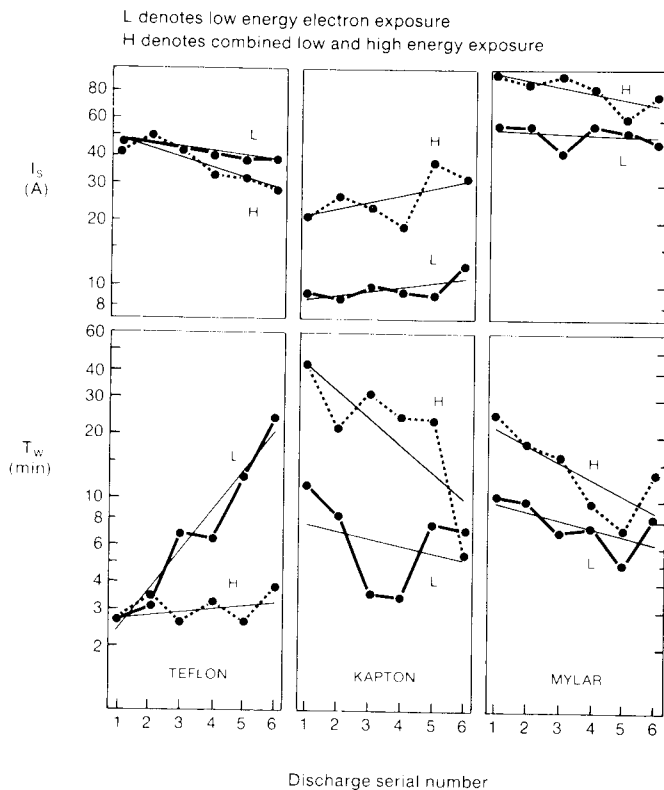 L denotes low energy electron exposure
H denotes combined low and high energy exposure
80
60
40
30
20
10
8
I_s
(A)
L
H
H
L
H
L
60
40
30
20
10
8
6
4
3
2
T_w
(min)
L
H
H
L
H
L
TEFLON
KAPTON
MYLAR
1 2 3 4 5 6
1 2 3 4 5 6
1 2 3 4 5 6
Discharge serial number